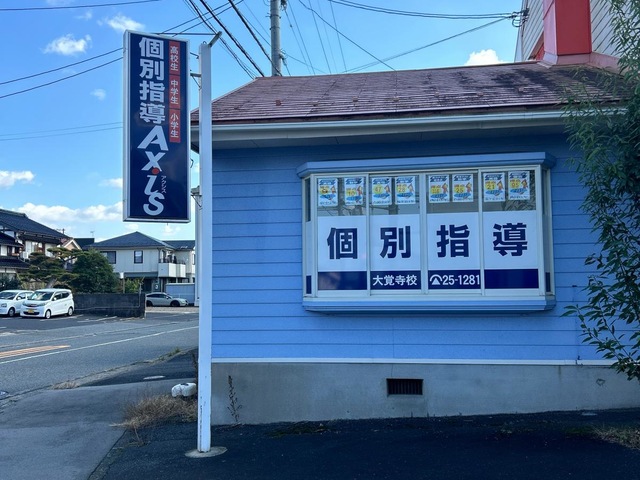 高校生 中学生 小学生
個別指導 Axis
アクシス
個別指導
大覚寺校 ☎25-1281